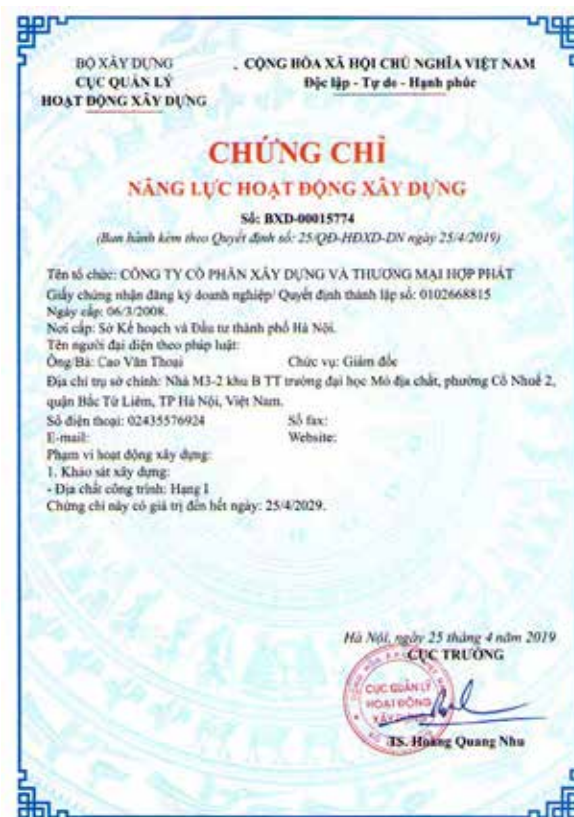 BỘ XÂY DỰNG
CỤC QUẢN LÝ
HOẠT ĐỘNG XÂY DỰNG
CỘNG HÒA XÃ HỘI CHỦ NGHĨA VIỆT NAM
Độc lập - Tự do - Hạnh phúc
CHỨNG CHỈ
NĂNG LỰC HOẠT ĐỘNG XÂY DỰNG
Số: BXD-00015774
(Ban hành kèm theo Quyết định số: 25/QĐ-HĐXD-DN ngày 25/4/2019)
Tên tổ chức: CÔNG TY CỔ PHẦN XÂY DỰNG VÀ THƯƠNG MẠI HỢP PHÁT
Giấy chứng nhận đăng ký doanh nghiệp/ Quyết định thành lập số: 0102668815
Ngày cấp: 06/3/2008.
Nơi cấp: Sở Kế hoạch và Đầu tư thành phố Hà Nội.
Tên người đại diện theo pháp luật:
Ông/Bà: Cao Văn Thoại Chức vụ: Giám đốc
Địa chỉ trụ sở chính: Nhà M3-2 khu B TT trường đại học Mỏ địa chất, phường Cổ Nhuế 2,
quận Bắc Từ Liêm, TP Hà Nội, Việt Nam.
Số điện thoại: 02435576924 Số fax:
E-mail: Website:
Phạm vi hoạt động xây dựng:
1. Khảo sát xây dựng:
- Địa chất công trình: Hạng I
Chứng chỉ này có giá trị đến hết ngày: 25/4/2029.
Hà Nội, ngày 25 tháng 4 năm 2019
CỤC TRƯỞNG
CỤC QUẢN LÝ
HOẠT ĐỘNG
XÂY DỰNG
TS. Hoàng Quang Nhu